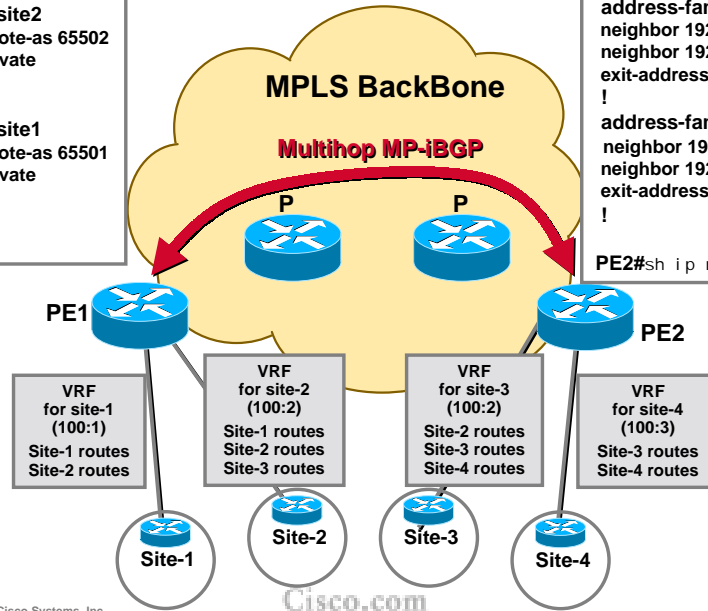 site2
ote-as 65502
vate
site1
ote-as 65501
vate
address-fa
neighbor 192
neighbor 192
exit-address
!
address-fa
neighbor 19
neighbor 192
exit-address
!
PE2#sh ip
MPLS BackBone
Multihop MP-iBGP
P
P
PE1
PE2
VRF
for site-1
(100:1)
Site-1 routes
Site-2 routes
VRF
for site-2
(100:2)
Site-1 routes
Site-2 routes
Site-3 routes
VRF
for site-3
(100:2)
Site-2 routes
Site-3 routes
Site-4 routes
VRF
for site-4
(100:3)
Site-3 routes
Site-4 routes
Site-1
Site-2
Site-3
Site-4
Cisco Systems, Inc.
Cisco.com